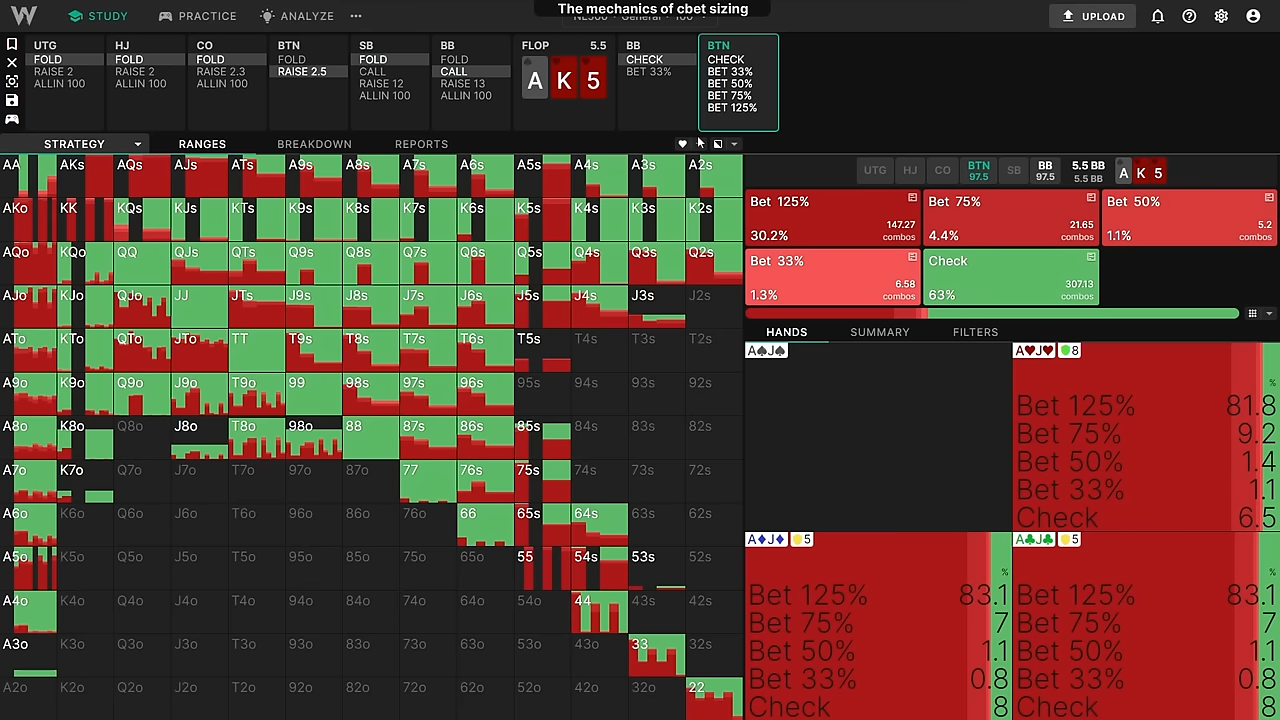 The mechanics of cbet sizing
W STUDY PRACTICE ANALYZE ••• NL500 • General • 100 UPLOAD
UTG
FOLD
RAISE 2
ALLIN 100
HJ
FOLD
RAISE 2
ALLIN 100
CO
FOLD
RAISE 2.3
ALLIN 100
BTN
FOLD
RAISE 2.5
SB
FOLD
CALL
RAISE 12
ALLIN 100
BB
FOLD
CALL
RAISE 13
ALLIN 100
FLOP 5.5
A K 5
BB
CHECK
BET 33%
BTN
CHECK
BET 33%
BET 50%
BET 75%
BET 125%
STRATEGY RANGES BREAKDOWN REPORTS
AA AKs AQs AJs ATs A9s A8s A7s A6s A5s A4s A3s A2s
AKo KK KQs KJs KTs K9s K8s K7s K6s K5s K4s K3s K2s
AQo KQo QQ QJs QTs Q9s Q8s Q7s Q6s Q5s Q4s Q3s Q2s
AJo KJo QJo JJ JTs J9s J8s J7s J6s J5s J4s J3s J2s
ATo KTo QTo JTo TT T9s T8s T7s T6s T5s T4s T3s T2s
A9o K9o Q9o J9o T9o 99 98s 97s 96s 95s 94s 93s 92s
A8o K8o Q8o J8o T8o 98o 88 87s 86s 85s 84s 83s 82s
A7o K7o Q7o J7o T7o 97o 87o 77 76s 75s 74s 73s 72s
A6o K6o Q6o J6o T6o 96o 86o 76o 66 65s 64s 63s 62s
A5o K5o Q5o J5o T5o 95o 85o 75o 65o 55 54s 53s 52s
A4o K4o Q4o J4o T4o 94o 84o 74o 64o 54o 44 43s 42s
A3o K3o Q3o J3o T3o 93o 83o 73o 63o 53o 43o 33 32s
A2o K2o Q2o J2o T2o 92o 82o 72o 62o 52o 42o 32o 22
UTG HJ CO BTN 97.5 SB BB 97.5 5.5 BB 5.5 BB A K 5
Bet 125%
30.2% 147.27 combos
Bet 75%
4.4% 21.65 combos
Bet 50%
1.1% 5.2 combos
Bet 33%
1.3% 6.58 combos
Check
63% 307.13 combos
HANDS SUMMARY FILTERS
A♠J♠
A♥J♥ 8
%
Bet 125% 81.8
Bet 75% 9.2
Bet 50% 1.4
Bet 33% 1.1
Check 6.5
A♦J♦ 5
%
Bet 125% 83.1
Bet 75% 7
Bet 50% 1.1
Bet 33% 0.8
Check 8
A♣J♣ 5
%
Bet 125% 83.1
Bet 75% 7
Bet 50% 1.1
Bet 33% 0.8
Check 8